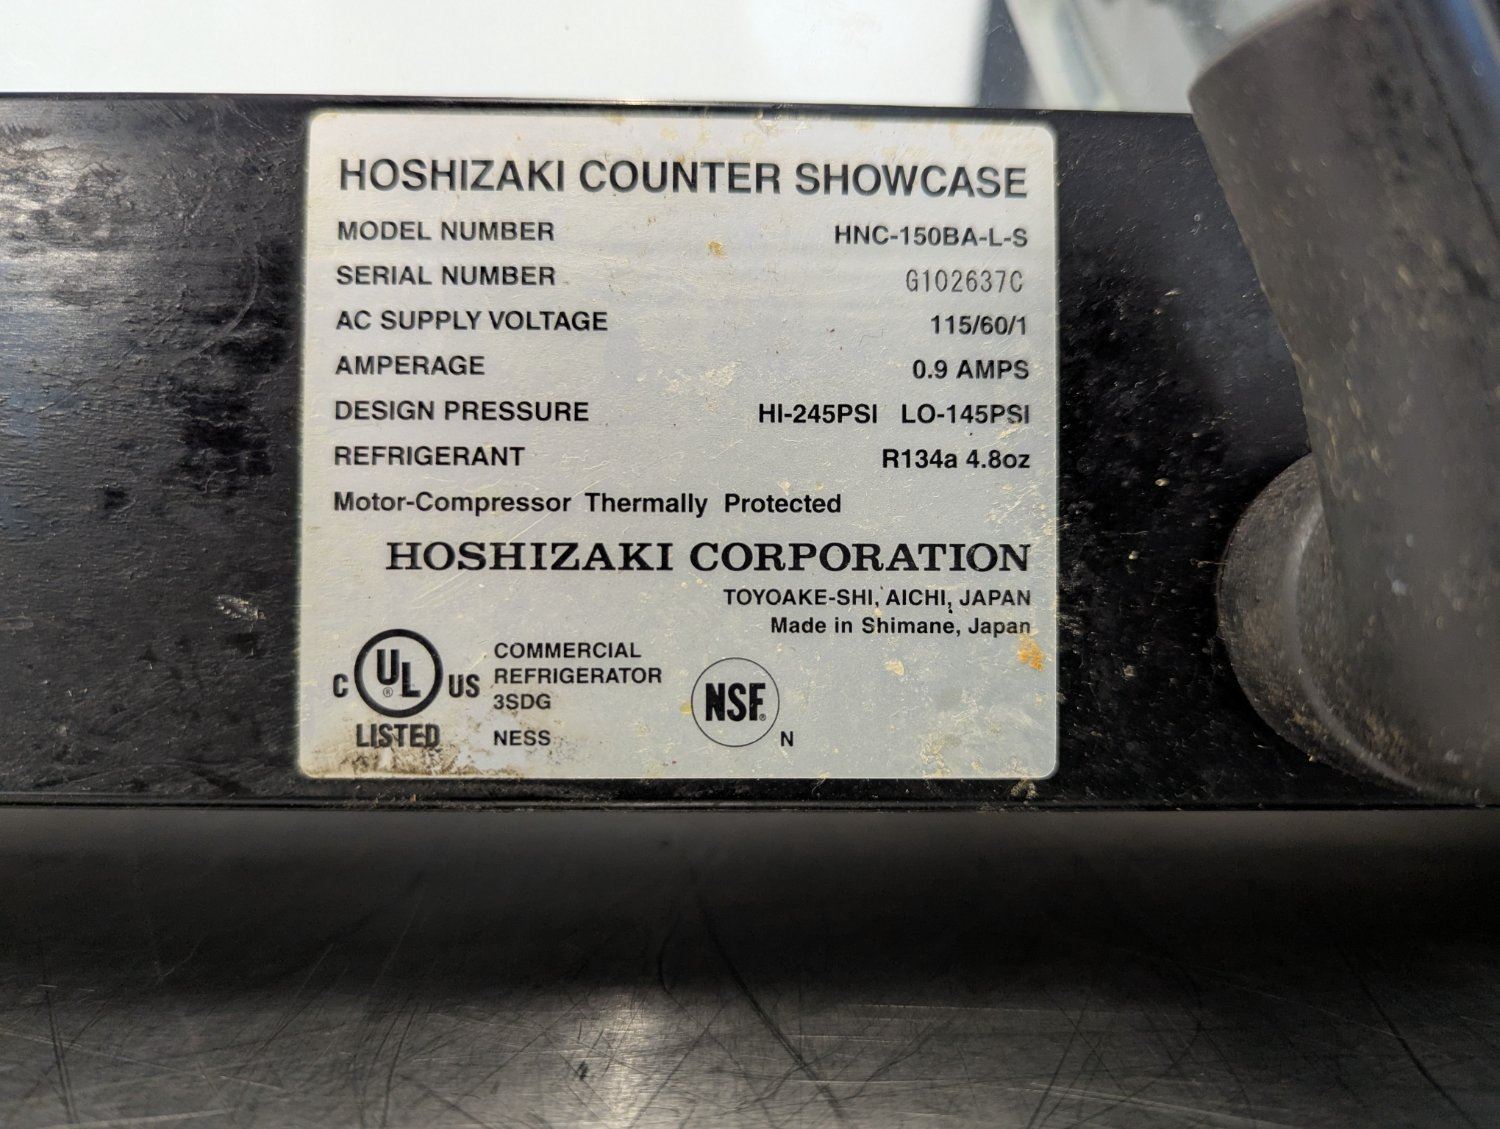 HOSHIZAKI COUNTER SHOWCASE
MODEL NUMBER HNC-150BA-L-S
SERIAL NUMBER G102637C
AC SUPPLY VOLTAGE 115/60/1
AMPERAGE 0.9 AMPS
DESIGN PRESSURE HI-245PSI LO-145PSI
REFRIGERANT R134a 4.8oz
Motor-Compressor Thermally Protected
HOSHIZAKI CORPORATION
TOYOAKE-SHI, AICHI, JAPAN
Made in Shimane, Japan
C UL® US
LISTED
COMMERCIAL
REFRIGERATOR
3SDG
NESS
NSF® N